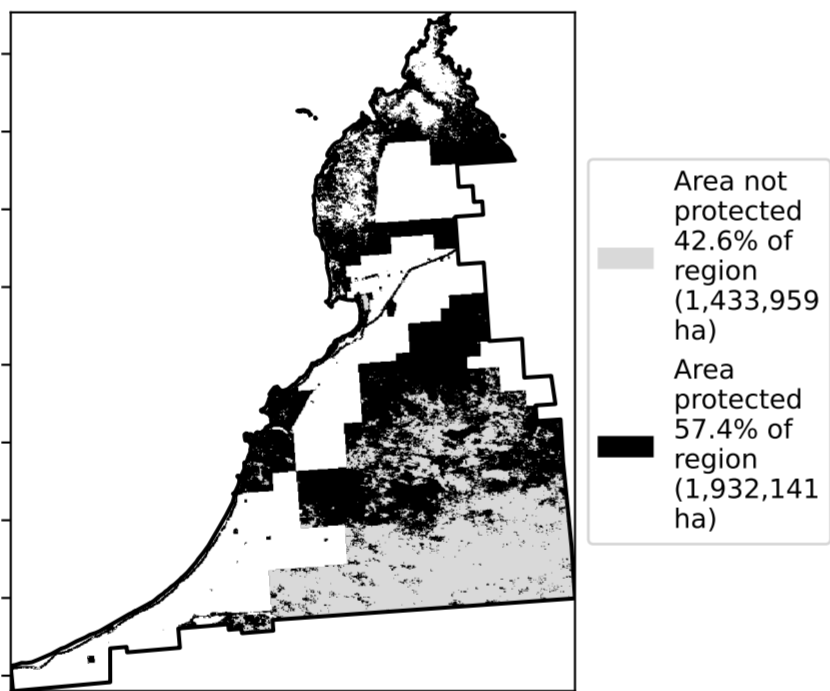 Area not
protected
42.6% of
region
(1,433,959
ha)
Area
protected
57.4% of
region
(1,932,141
ha)